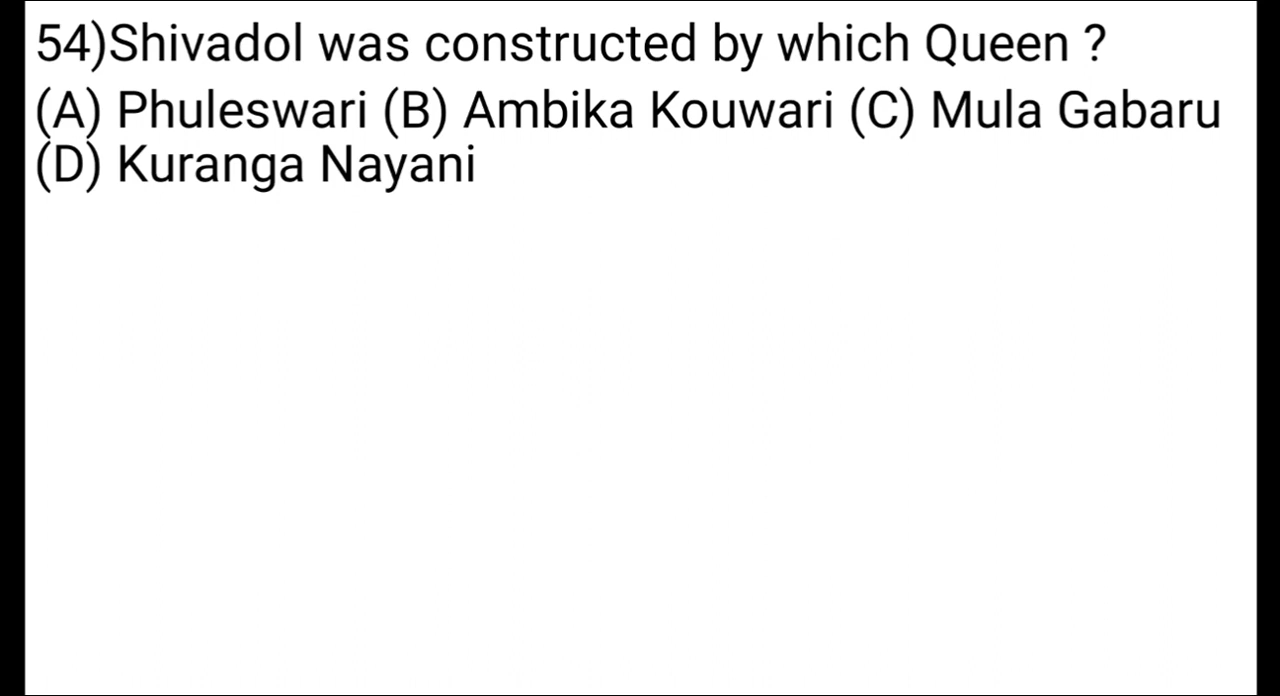 54)Shivadol was constructed by which Queen ?
(A) Phuleswari (B) Ambika Kouwari (C) Mula Gabaru
(D) Kuranga Nayani